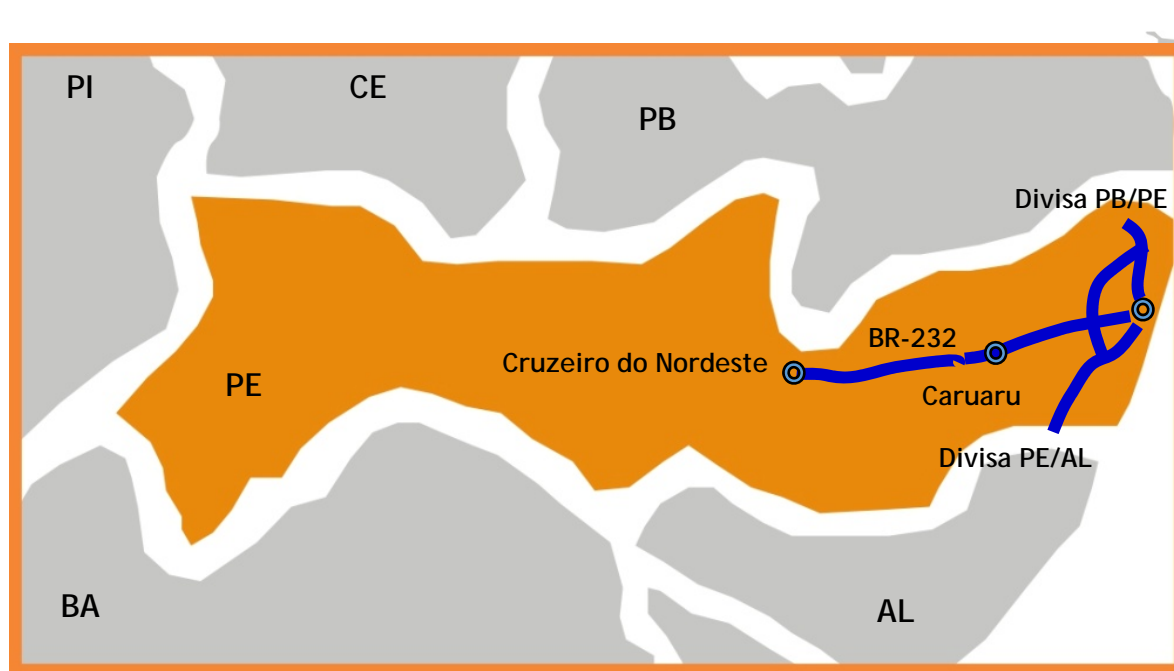 PI
CE
PB
Divisa PB/PE
BR-232
Cruzeiro do Nordeste
PE
Caruaru
Divisa PE/AL
BA
AL